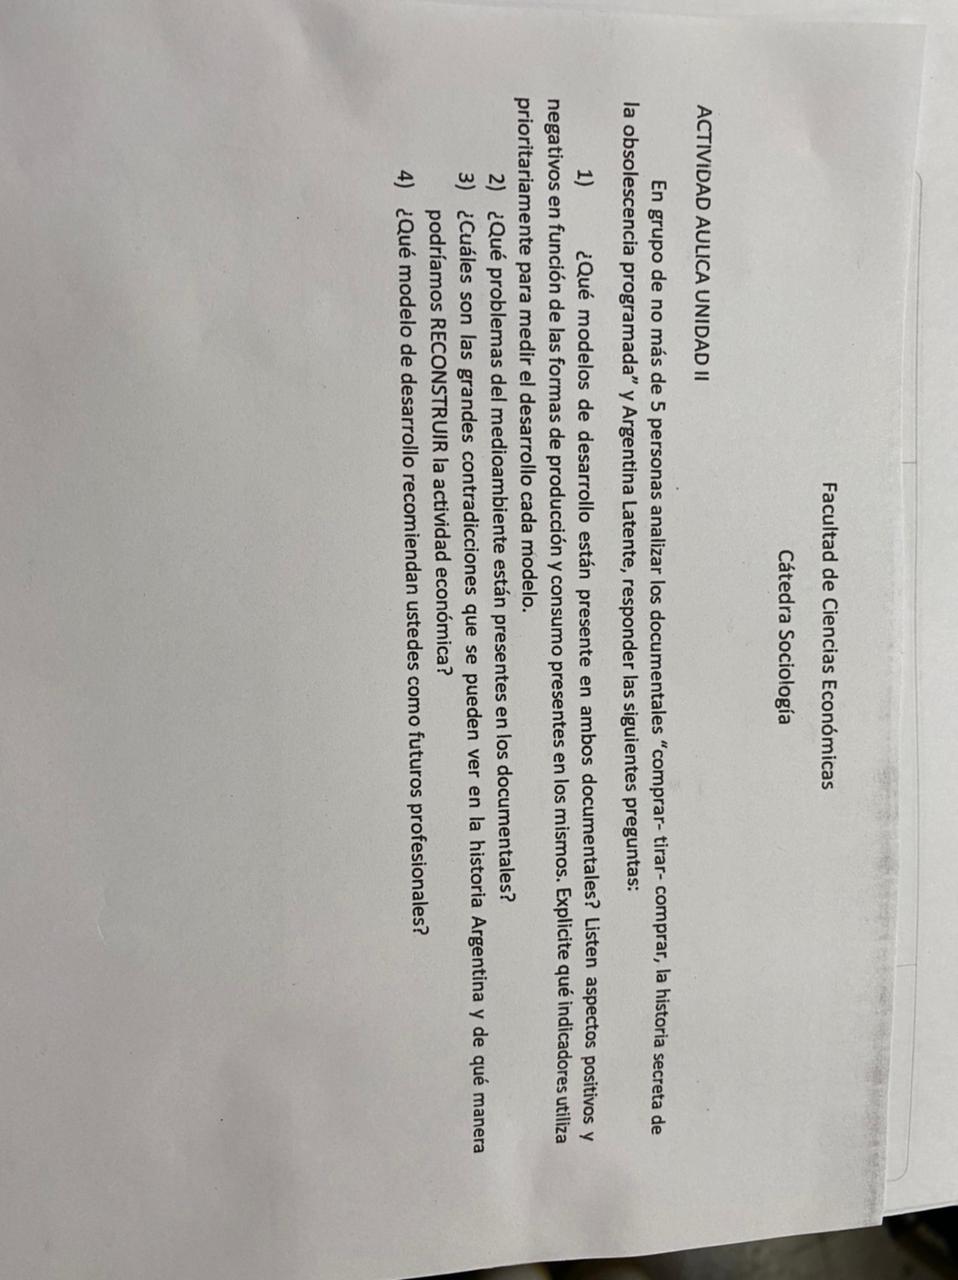 Facultad de Ciencias Económicas
Cátedra Sociología
ACTIVIDAD AULICA UNIDAD II
En grupo de no más de 5 personas analizar los documentales “comprar- tirar- comprar, la historia secreta de
la obsolescencia programada” y Argentina Latente, responder las siguientes preguntas:
1) ¿Qué modelos de desarrollo están presente en ambos documentales? Listen aspectos positivos y
negativos en función de las formas de producción y consumo presentes en los mismos. Explicite qué indicadores utiliza
prioritariamente para medir el desarrollo cada modelo.
2) ¿Qué problemas del medioambiente están presentes en los documentales?
3) ¿Cuáles son las grandes contradicciones que se pueden ver en la historia Argentina y de qué manera
podríamos RECONSTRUIR la actividad económica?
4) ¿Qué modelo de desarrollo recomiendan ustedes como futuros profesionales?